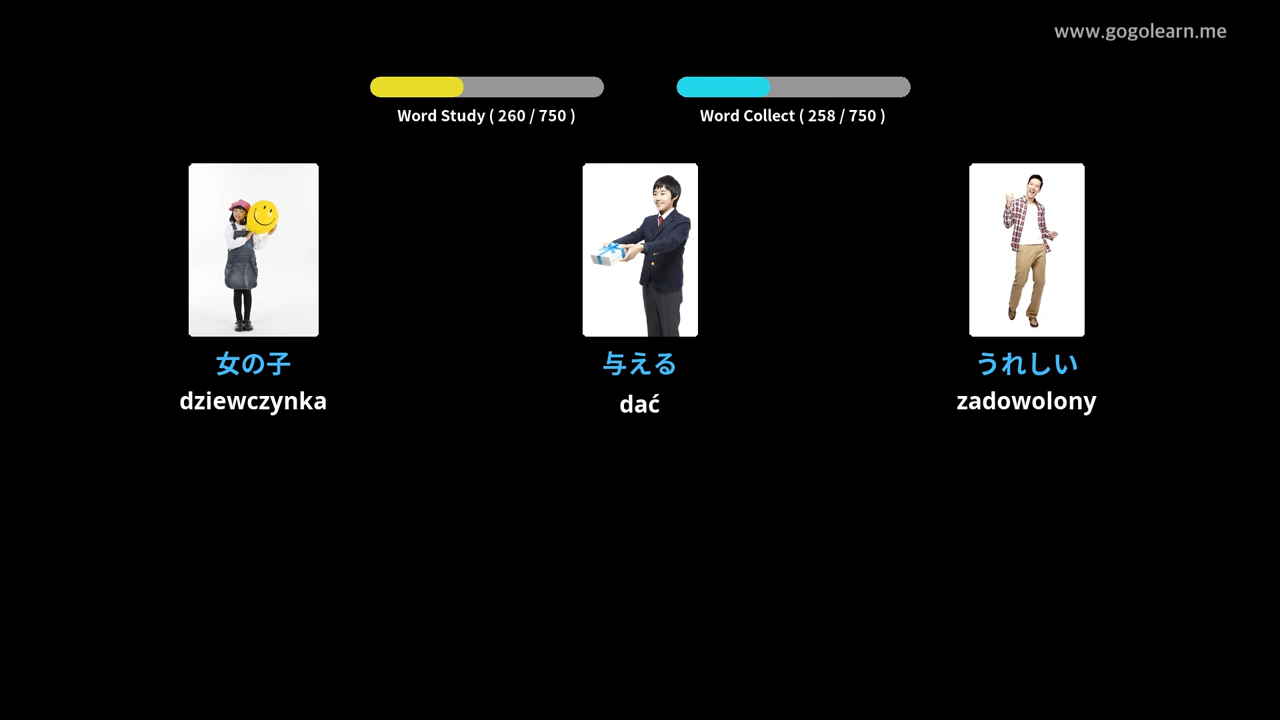 www.gogolearn.me
Word Study ( 260 / 750 )
Word Collect ( 258 / 750 )
女の子
dziewczynka
与える
dać
うれしい
zadowolony